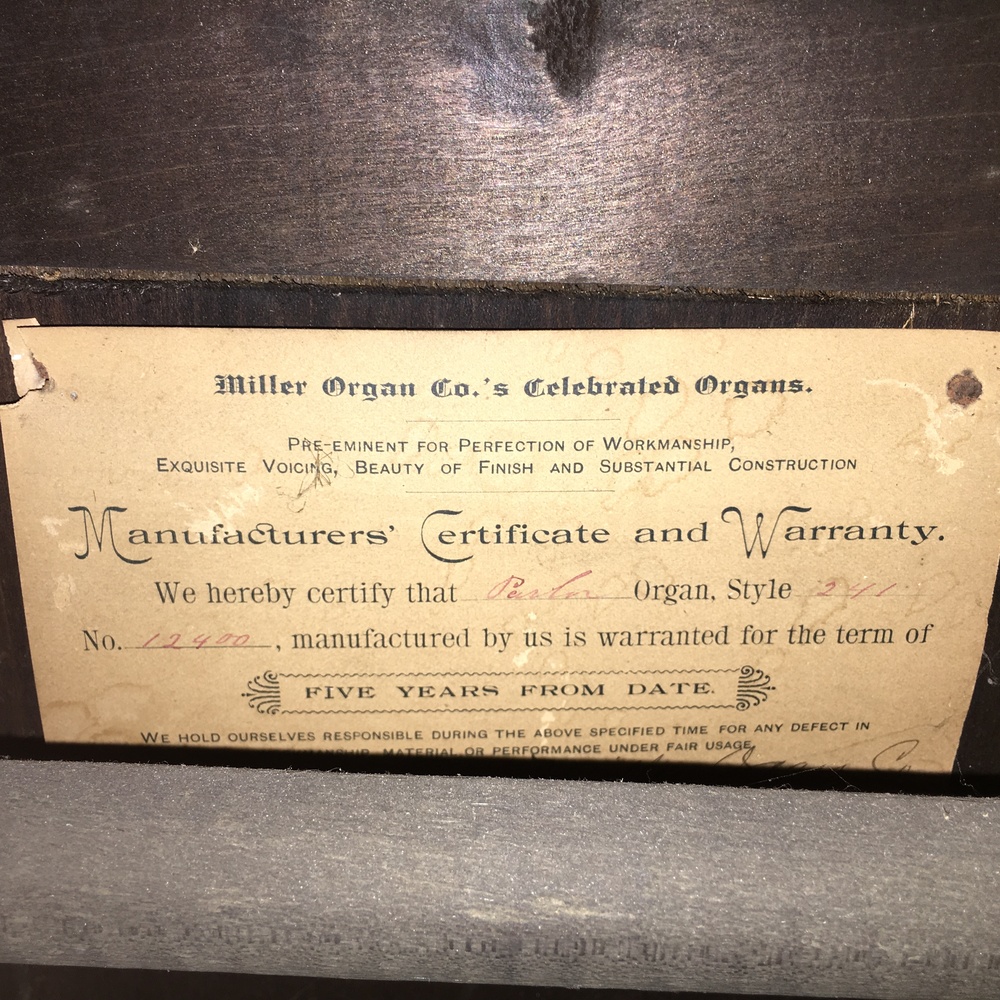 Miller Organ Co.'s Celebrated Organs.
PRE-EMINENT FOR PERFECTION OF WORKMANSHIP,
EXQUISITE VOICING, BEAUTY OF FINISH AND SUBSTANTIAL CONSTRUCTION
Manufacturers' Certificate and Warranty.
We hereby certify that Parlor Organ, Style 241
No. 12400, manufactured by us is warranted for the term of
FIVE YEARS FROM DATE.
WE HOLD OURSELVES RESPONSIBLE DURING THE ABOVE SPECIFIED TIME FOR ANY DEFECT IN
MATERIAL OR PERFORMANCE UNDER FAIR USAGE
Organ Co